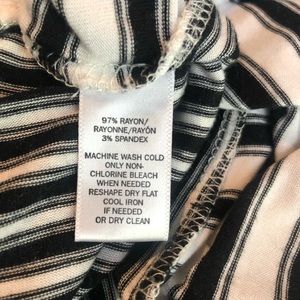 97% RAYON/
RAYONNE/RAYÓN
3% SPANDEX
MACHINE WASH COLD
ONLY NON-
CHLORINE BLEACH
WHEN NEEDED
RESHAPE DRY FLAT
COOL IRON
IF NEEDED
OR DRY CLEAN